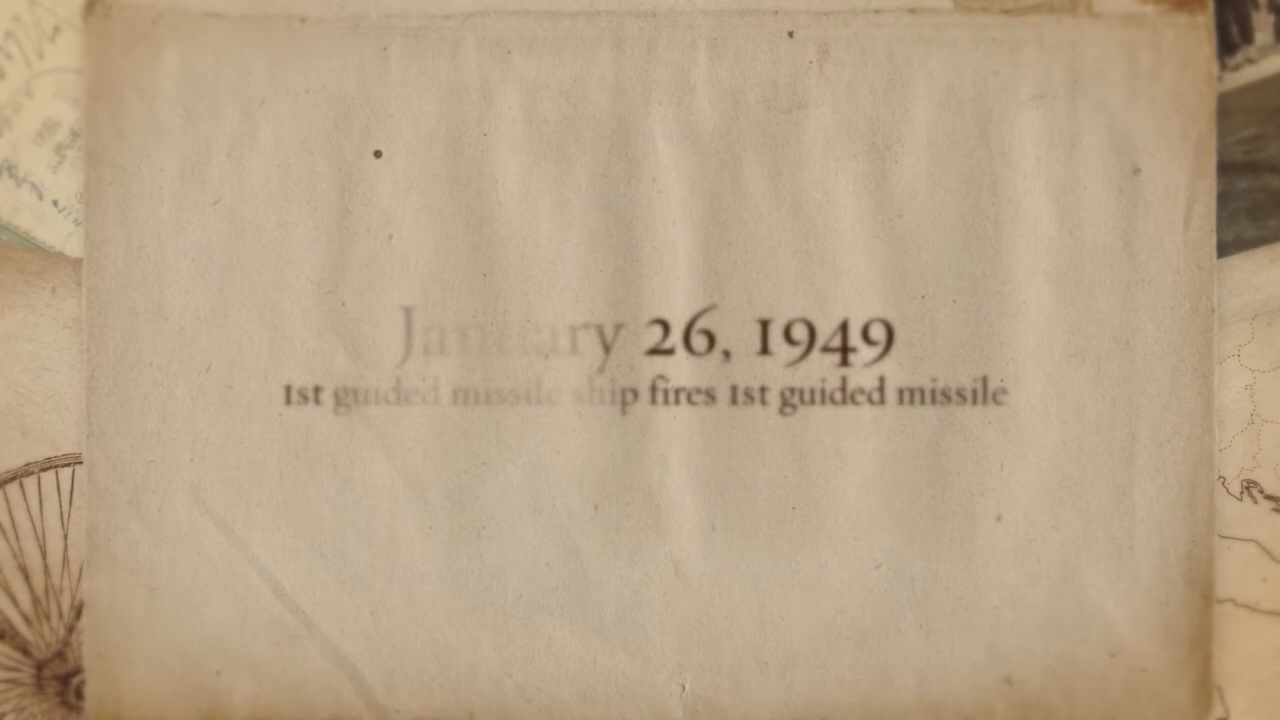 January 26, 1949
1st guided missile ship fires 1st guided missile